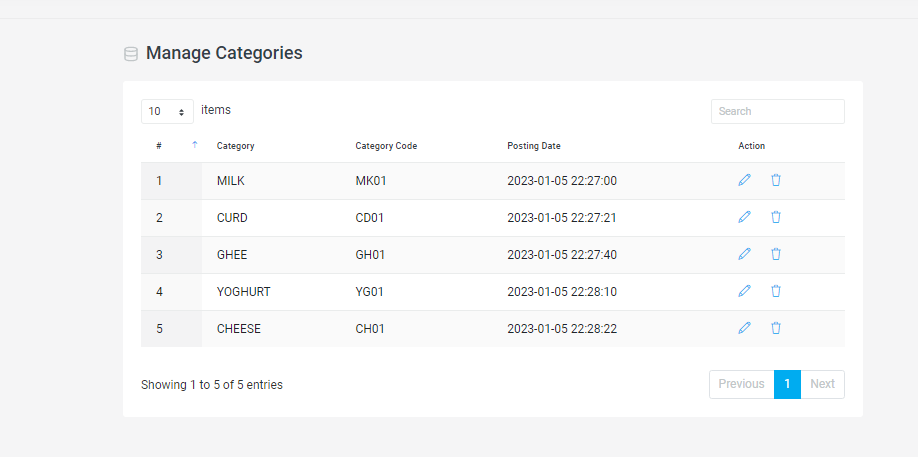 Manage Categories
10 items Search
# Category Category Code Posting Date Action
1 MILK MK01 2023-01-05 22:27:00
2 CURD CD01 2023-01-05 22:27:21
3 GHEE GH01 2023-01-05 22:27:40
4 YOGHURT YG01 2023-01-05 22:28:10
5 CHEESE CH01 2023-01-05 22:28:22
Showing 1 to 5 of 5 entries Previous 1 Next